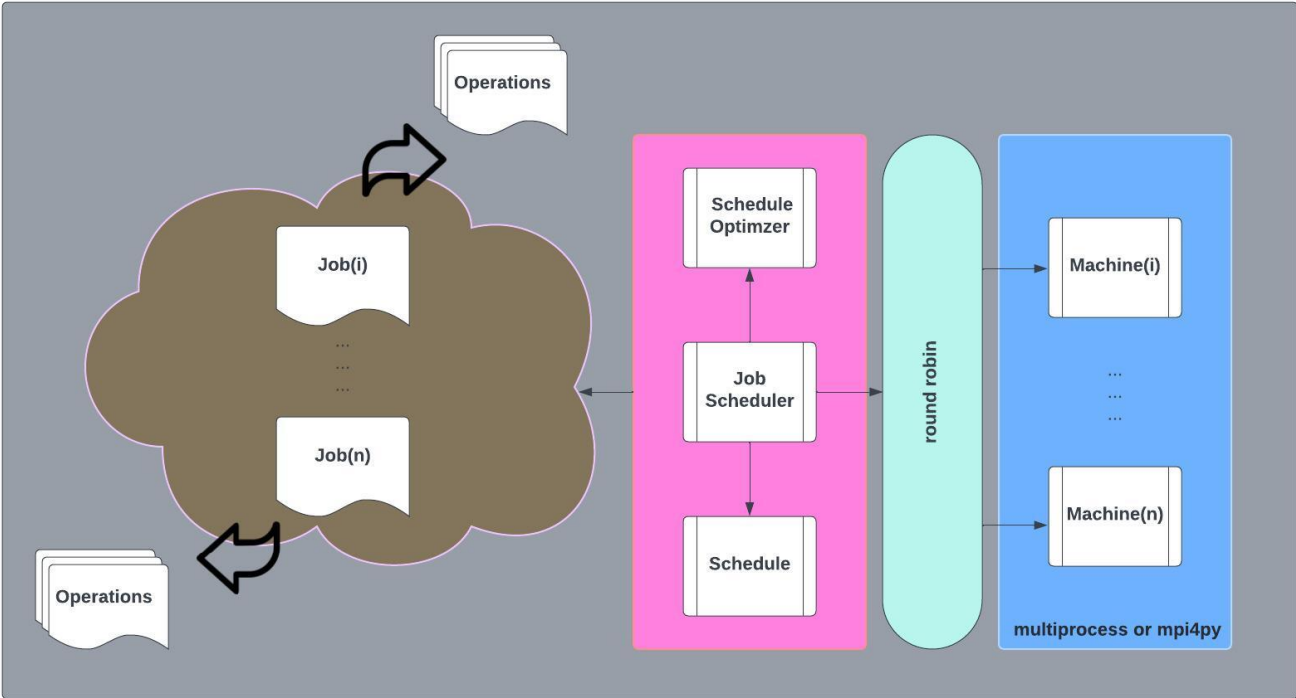 Operations
Job(i)
...
...
...
Job(n)
Operations
Schedule
Optimzer
Job
Scheduler
Schedule
round robin
Machine(i)
...
...
...
Machine(n)
multiprocess or mpi4py